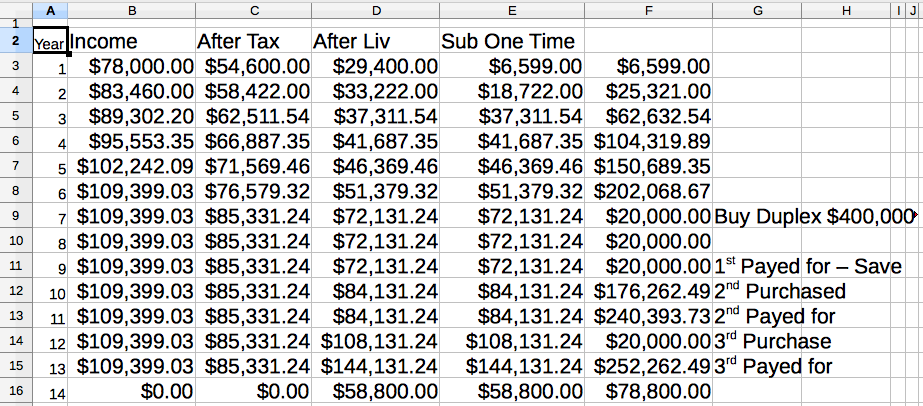 A B C D E F G H I J
1
2 Year Income After Tax After Liv Sub One Time
3 1 $78,000.00 $54,600.00 $29,400.00 $6,599.00 $6,599.00
4 2 $83,460.00 $58,422.00 $33,222.00 $18,722.00 $25,321.00
5 3 $89,302.20 $62,511.54 $37,311.54 $37,311.54 $62,632.54
6 4 $95,553.35 $66,887.35 $41,687.35 $41,687.35 $104,319.89
7 5 $102,242.09 $71,569.46 $46,369.46 $46,369.46 $150,689.35
8 6 $109,399.03 $76,579.32 $51,379.32 $51,379.32 $202,068.67
9 7 $109,399.03 $85,331.24 $72,131.24 $72,131.24 $20,000.00 Buy Duplex $400,000
10 8 $109,399.03 $85,331.24 $72,131.24 $72,131.24 $20,000.00
11 9 $109,399.03 $85,331.24 $72,131.24 $72,131.24 $20,000.00 1st Payed for – Save
12 10 $109,399.03 $85,331.24 $84,131.24 $84,131.24 $176,262.49 2nd Purchased
13 11 $109,399.03 $85,331.24 $84,131.24 $84,131.24 $240,393.73 2nd Payed for
14 12 $109,399.03 $85,331.24 $108,131.24 $108,131.24 $20,000.00 3rd Purchase
15 13 $109,399.03 $85,331.24 $144,131.24 $144,131.24 $252,262.49 3rd Payed for
16 14 $0.00 $0.00 $58,800.00 $58,800.00 $78,800.00